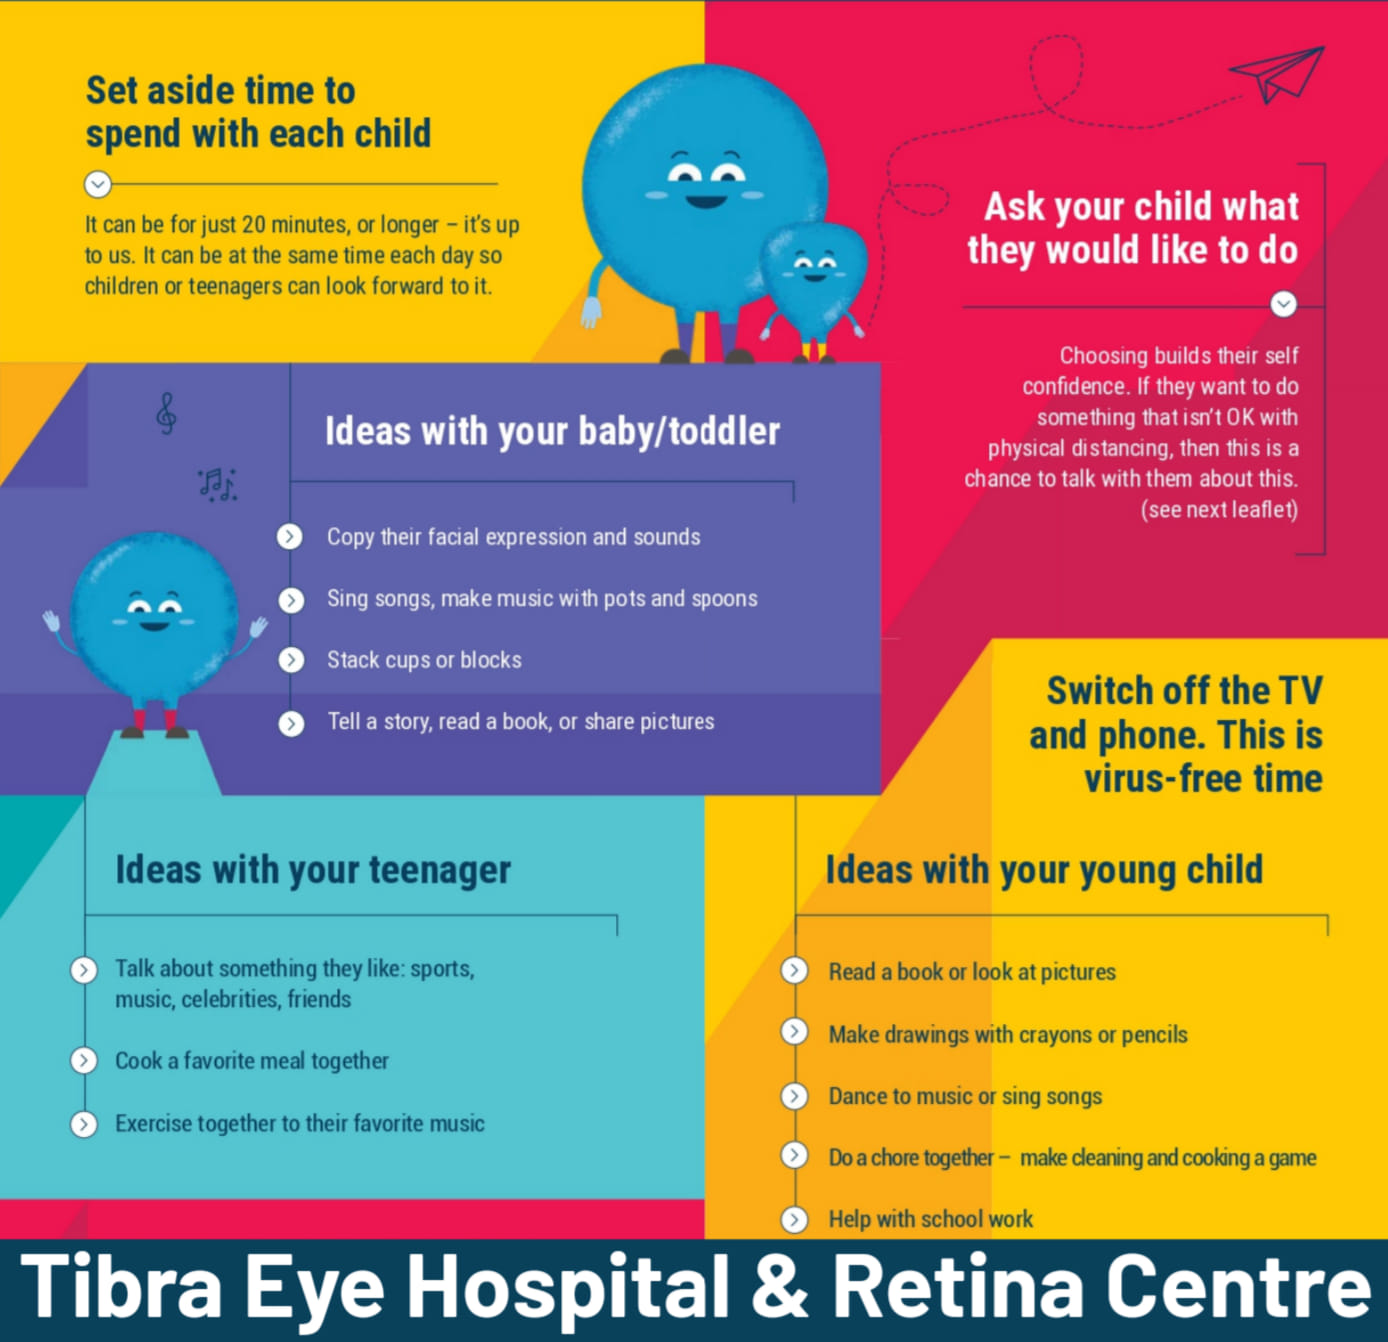 Set aside time to
spend with each child
It can be for just 20 minutes, or longer – it's up
to us. It can be at the same time each day so
children or teenagers can look forward to it.
Ask your child what
they would like to do
Choosing builds their self
confidence. If they want to do
something that isn't OK with
physical distancing, then this is a
chance to talk with them about this.
(see next leaflet)
Ideas with your baby/toddler
Copy their facial expression and sounds
Sing songs, make music with pots and spoons
Stack cups or blocks
Tell a story, read a book, or share pictures
Switch off the TV
and phone. This is
virus-free time
Ideas with your teenager
Talk about something they like: sports,
music, celebrities, friends
Cook a favorite meal together
Exercise together to their favorite music
Ideas with your young child
Read a book or look at pictures
Make drawings with crayons or pencils
Dance to music or sing songs
Do a chore together – make cleaning and cooking a game
Help with school work
Tibra Eye Hospital & Retina Centre